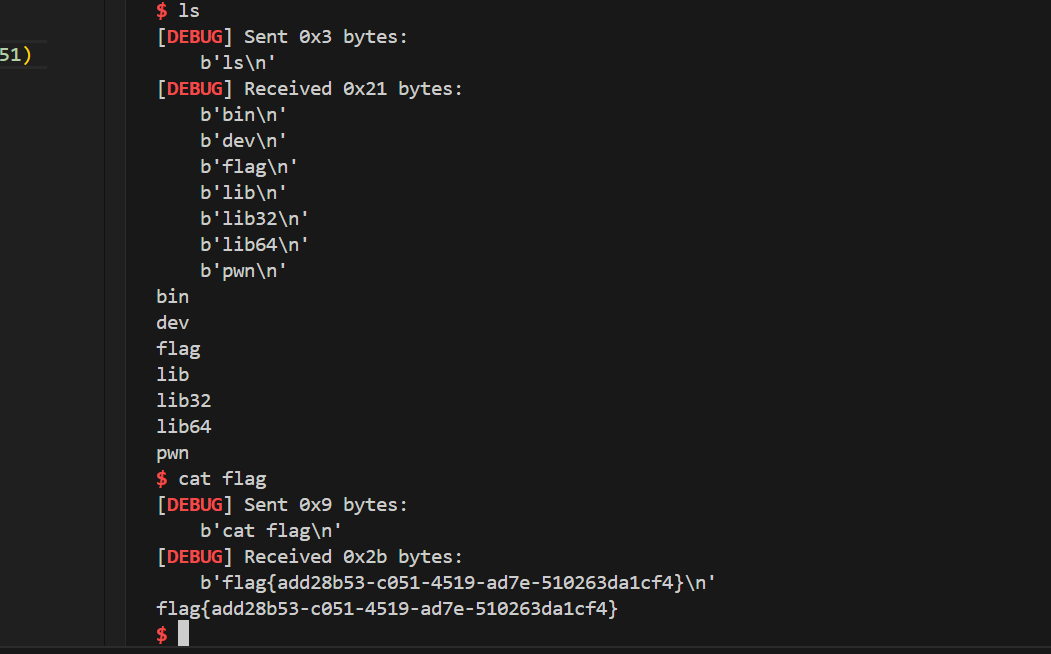 51)
$ ls
[DEBUG] Sent 0x3 bytes:
    b'ls\n'
[DEBUG] Received 0x21 bytes:
    b'bin\n'
    b'dev\n'
    b'flag\n'
    b'lib\n'
    b'lib32\n'
    b'lib64\n'
    b'pwn\n'
bin
dev
flag
lib
lib32
lib64
pwn
$ cat flag
[DEBUG] Sent 0x9 bytes:
    b'cat flag\n'
[DEBUG] Received 0x2b bytes:
    b'flag{add28b53-c051-4519-ad7e-510263da1cf4}\n'
flag{add28b53-c051-4519-ad7e-510263da1cf4}
$